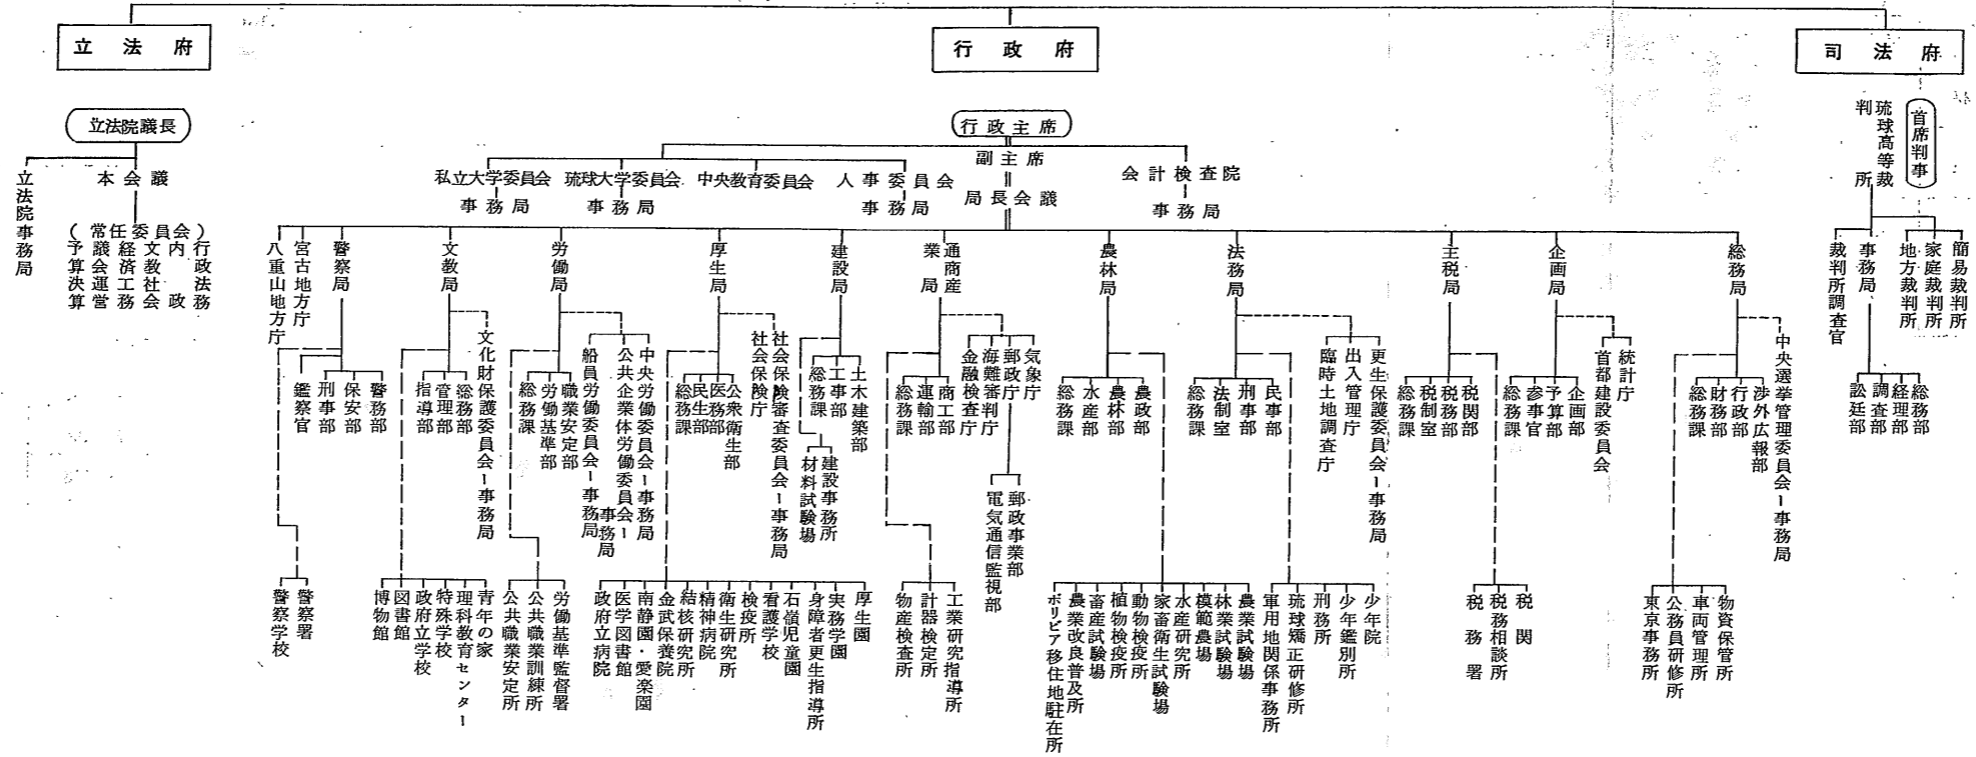 立法府
行政府
司法府
立法院議長
立法院事務局
本会議
(常任委員会)
行政法務
内政
文教社会
経済工務
議会運営
予算決算
行政主席
副主席
局長会議
私立大学委員会
事務局
琉球大学委員会
事務局
中央教育委員会
人事委員会
事務局
会計検査院
事務局
首席判事
琉球高等裁判所
簡易裁判所
家庭裁判所
地方裁判所
事務局
裁判所調査官
総務部
経理部
調査部
訟廷部
総務局
中央選挙管理委員会ー事務局
渉外広報部
行政部
財務部
総務課
物資保管所
車両管理所
公務員研修所
東京事務所
企画局
統計庁
首都建設委員会
企画部
予算部
参事官
総務課
主税局
税関部
税務部
税制室
総務課
税関
税務相談所
税務署
法務局
更生保護委員会ー事務局
出入管理庁
臨時土地調査庁
民事部
刑事部
法制室
総務課
少年院
少年鑑別所
刑務所
琉球矯正研修所
軍用地関係事務所
農林局
農政部
農林部
水産部
総務課
農業試験場
林業試験場
模範農場
水産研究所
家畜衛生試験場
動物検疫所
植物検疫所
畜産試験場
農業改良普及所
ボリビア移住地駐在所
通商産業局
気象庁
郵政庁
海難審判庁
金融検査庁
商工部
運輸部
総務課
郵政事業部
電気通信監視部
工業研究指導所
計器検定所
物産検査所
建設局
土木建築部
工事部
総務課
建設事務所
材料試験場
厚生局
社会保険審査委員会ー事務局
社会保険庁
公衆衛生部
医務部
民生部
総務課
厚生園
実務学園
身障者更生指導所
石嶺児童園
看護学校
検疫所
衛生研究所
精神病院
結核研究所
金武保養院
南静園・愛楽園
医学図書館
政府立病院
労働局
中央労働委員会ー事務局
公共企業体労働委員会ー事務局
船員労働委員会ー事務局
職業安定部
労働基準部
総務課
労働基準監督署
公共職業訓練所
公共職業安定所
文教局
文化財保護委員会ー事務局
総務部
管理部
指導部
青年の家
理科教育センター
特殊学校
政府立学校
図書館
博物館
警察局
警務部
保安部
刑事部
鑑察官
警察署
警察学校
宮古地方庁
八重山地方庁